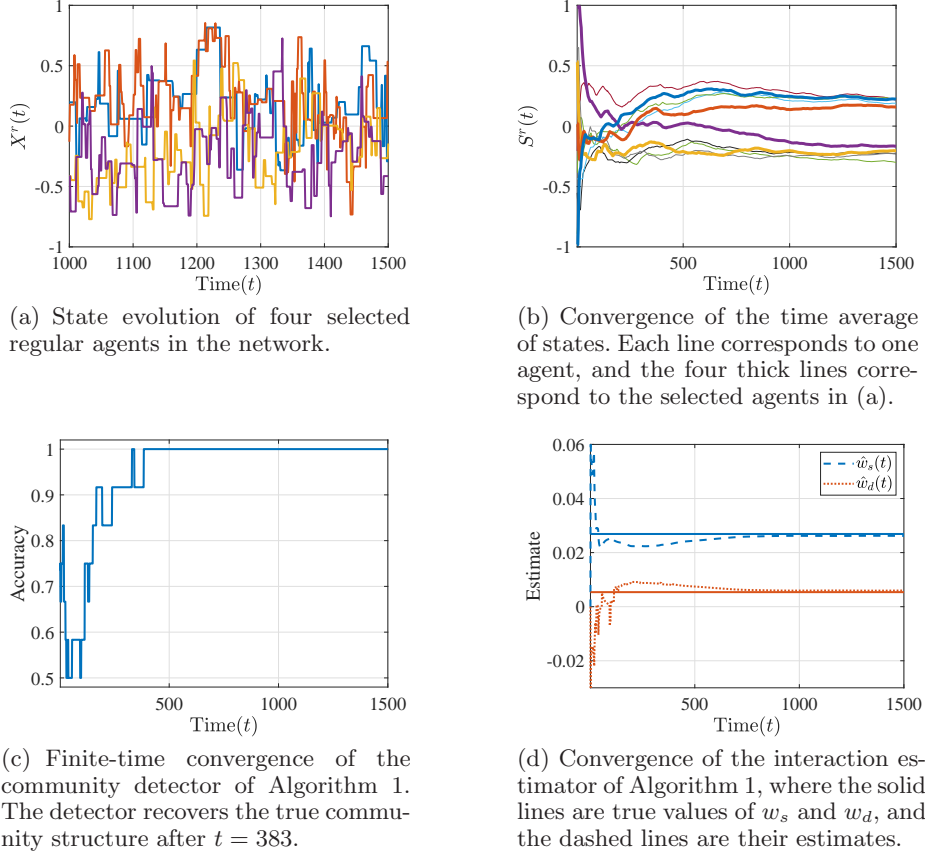 1
0.5
0
-0.5
-1
X^r(t)
1000 1100 1200 1300 1400 1500
Time(t)
(a) State evolution of four selected
regular agents in the network.
1
0.5
0
-0.5
-1
S^r(t)
500 1000 1500
Time(t)
(b) Convergence of the time average
of states. Each line corresponds to one
agent, and the four thick lines corre-
spond to the selected agents in (a).
1
0.9
0.8
0.7
0.6
0.5
Accuracy
500 1000 1500
Time(t)
(c) Finite-time convergence of the
community detector of Algorithm 1.
The detector recovers the true commu-
nity structure after t = 383.
0.06
0.04
0.02
0
-0.02
Estimate
ŵ_s(t)
ŵ_d(t)
500 1000 1500
Time(t)
(d) Convergence of the interaction es-
timator of Algorithm 1, where the solid
lines are true values of w_s and w_d, and
the dashed lines are their estimates.